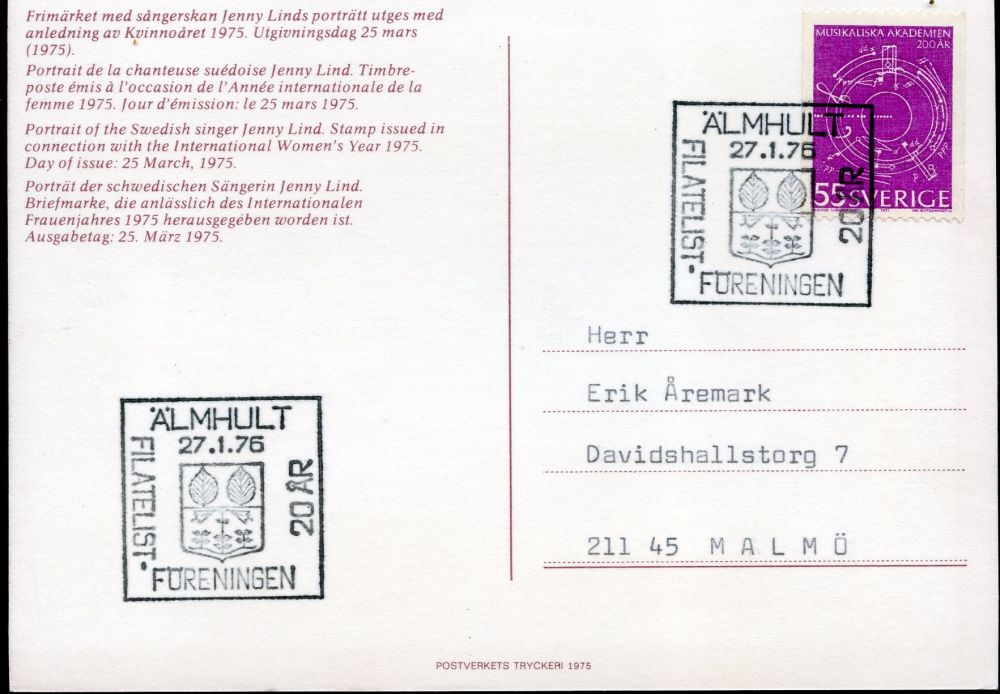 Frimärket med sångerskan Jenny Linds porträtt utges med
anledning av Kvinnoåret 1975. Utgivningsdag 25 mars
(1975).
Portrait de la chanteuse suédoise Jenny Lind. Timbre-
poste émis à l'occasion de l'Année internationale de la
femme 1975. Jour d'émission: le 25 mars 1975.
Portrait of the Swedish singer Jenny Lind. Stamp issued in
connection with the International Women's Year 1975.
Day of issue: 25 March, 1975.
Porträt der schwedischen Sängerin Jenny Lind.
Briefmarke, die anlässlich des Internationalen
Frauenjahres 1975 herausgegeben worden ist.
Ausgabetag: 25. März 1975.
MUSIKALISKA AKADEMIEN
200 ÅR
55 SVERIGE
ÄLMHULT
27.1.76
FILATELIST-
FÖRENINGEN
20 ÅR
Herr
Erik Åremark
Davidshallstorg 7
211 45 M A L M Ö
ÄLMHULT
27.1.76
FILATELIST-
FÖRENINGEN
20 ÅR
POSTVERKETS TRYCKERI 1975